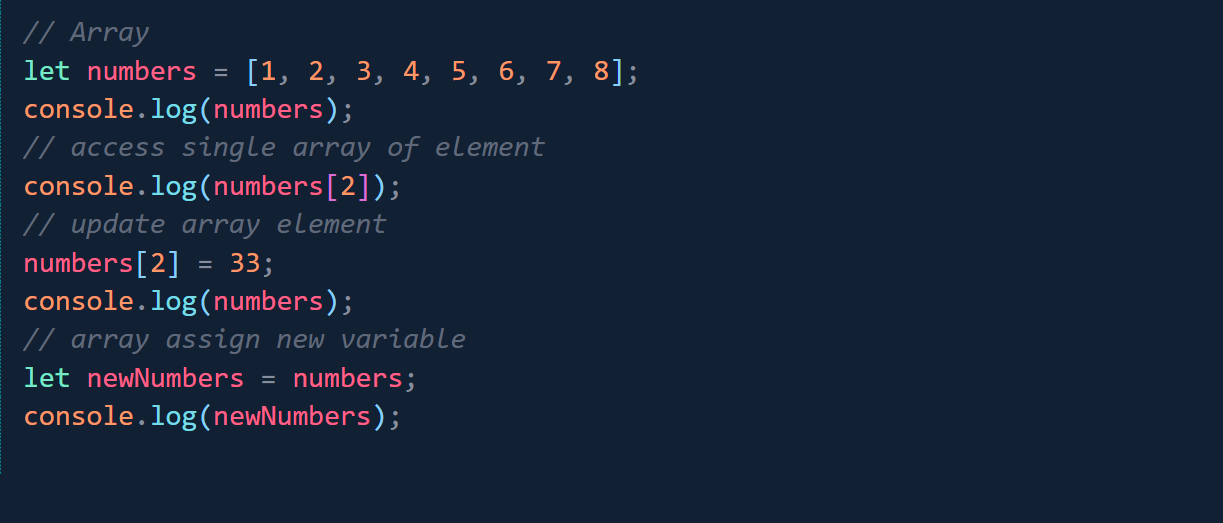 // Array
let numbers = [1, 2, 3, 4, 5, 6, 7, 8];
console.log(numbers);
// access single array of element
console.log(numbers[2]);
// update array element
numbers[2] = 33;
console.log(numbers);
// array assign new variable
let newNumbers = numbers;
console.log(newNumbers);